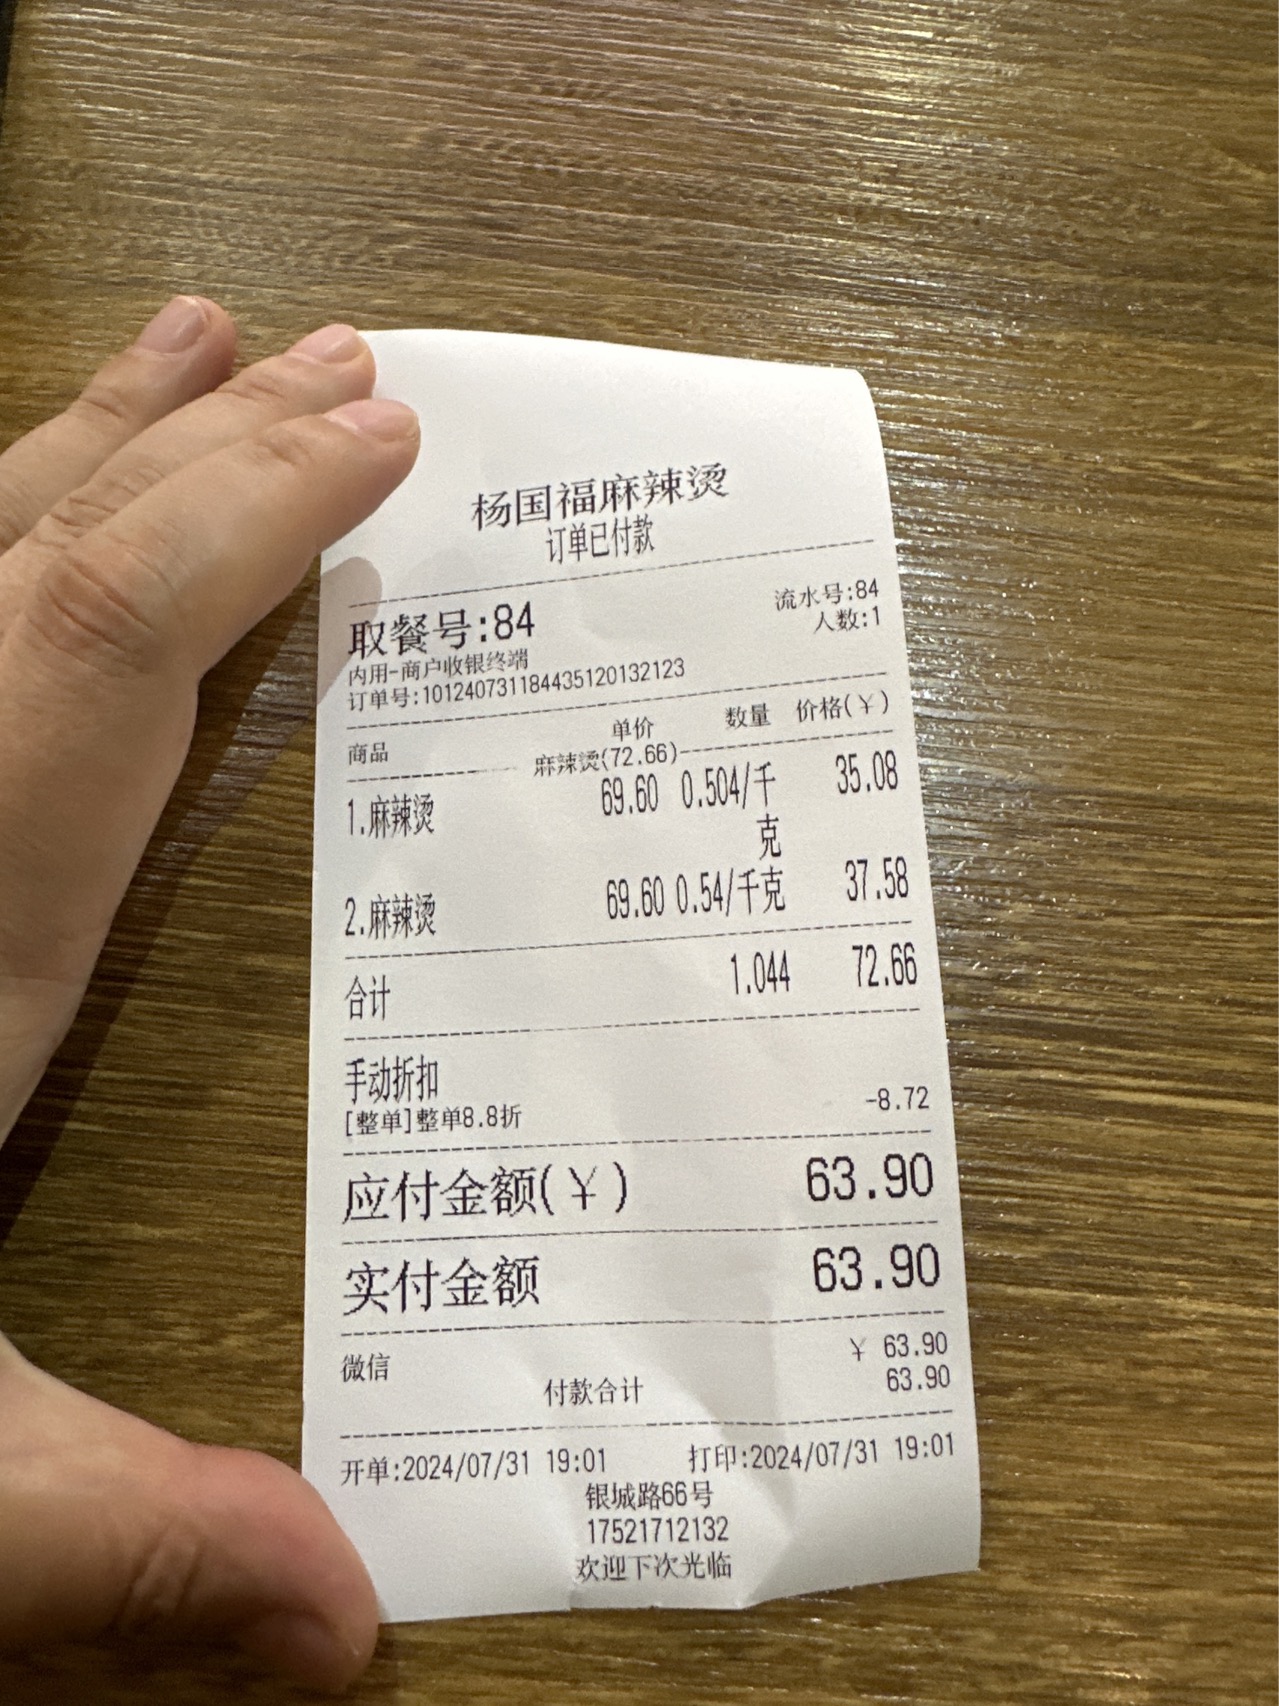 杨国福麻辣烫
订单已付款
取餐号:84
流水号:84
人数:1
内用-商户收银终端
订单号:1012407311844351201321​23
商品 单价 数量 价格(¥)
麻辣烫(72.66)
1.麻辣烫 69.60 0.504/千克 35.08
2.麻辣烫 69.60 0.54/千克 37.58
合计 1.044 72.66
手动折扣
[整单]整单8.8折 -8.72
应付金额(¥) 63.90
实付金额 63.90
微信 ¥ 63.90
付款合计 63.90
开单:2024/07/31 19:01 打印:2024/07/31 19:01
银城路66号
17521712132
欢迎下次光临